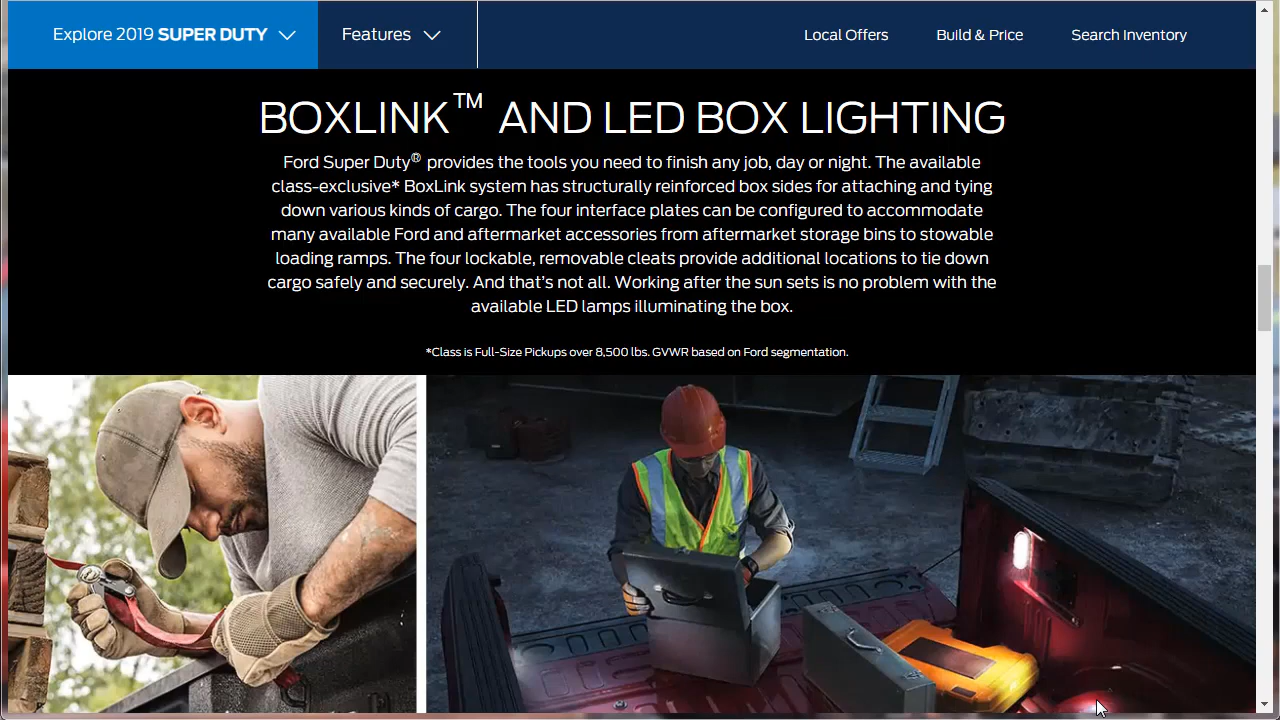 Explore 2019 SUPER DUTY
Features
Local Offers
Build & Price
Search Inventory
BOXLINK™ AND LED BOX LIGHTING
Ford Super Duty® provides the tools you need to finish any job, day or night. The available
class-exclusive* BoxLink system has structurally reinforced box sides for attaching and tying
down various kinds of cargo. The four interface plates can be configured to accommodate
many available Ford and aftermarket accessories from aftermarket storage bins to stowable
loading ramps. The four lockable, removable cleats provide additional locations to tie down
cargo safely and securely. And that’s not all. Working after the sun sets is no problem with the
available LED lamps illuminating the box.
*Class is Full-Size Pickups over 8,500 lbs. GVWR based on Ford segmentation.